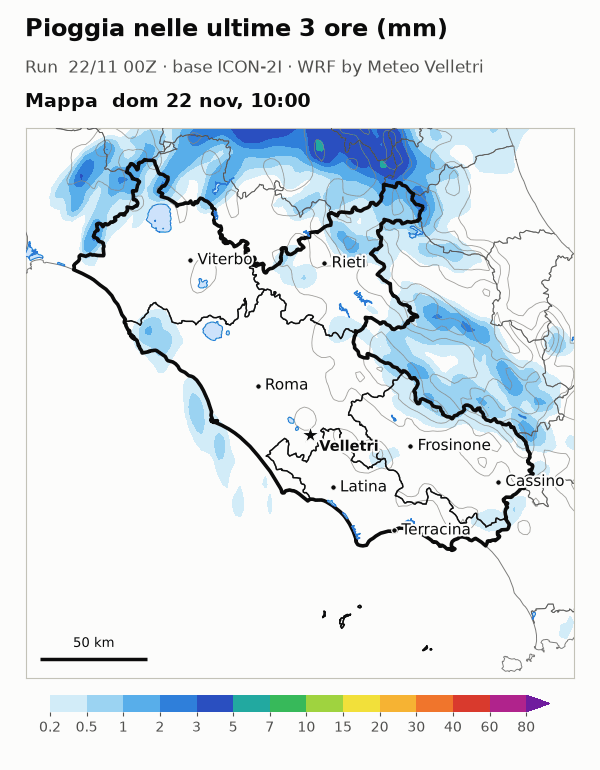 Pioggia nelle ultime 3 ore (mm)
Run  22/11 00Z · base ICON-2I · WRF by Meteo Velletri
Mappa  dom 22 nov, 10:00
Viterbo
Rieti
Roma
Velletri
Frosinone
Latina
Cassino
Terracina
50 km
0.2 0.5 1 2 3 5 7 10 15 20 30 40 60 80